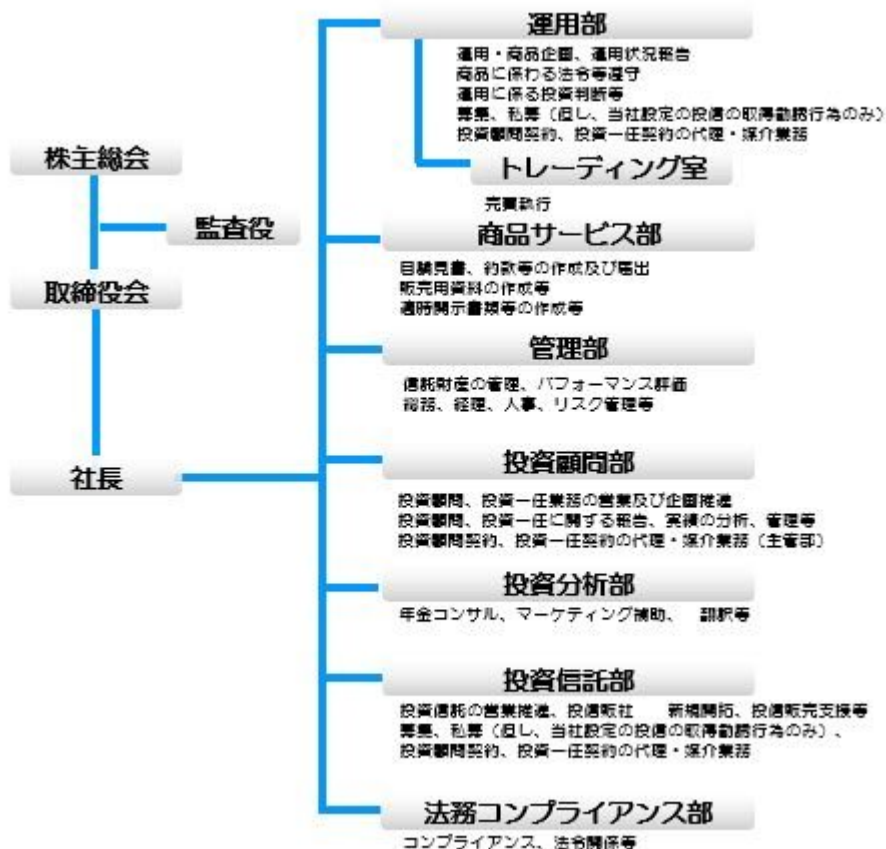 株主総会
監査役
取締役会
社長
運用部
運用・商品企画、運用状況報告
商品に係わる法令等遵守
運用に係る投資判断等
募集、私募（但し、当社設定の投信の取得勧誘行為のみ）
投資顧問契約、投資一任契約の代理・媒介業務
トレーディング室
売買執行
商品サービス部
目論見書、約款等の作成及び届出
販売用資料の作成等
適時開示書類等の作成等
管理部
信託財産の管理、パフォーマンス評価
総務、経理、人事、リスク管理等
投資顧問部
投資顧問、投資一任業務の営業及び企画推進
投資顧問、投資一任に関する報告、実績の分析、管理等
投資顧問契約、投資一任契約の代理・媒介業務（主管部）
投資分析部
年金コンサル、マーケティング補助、　翻訳等
投資信託部
投資信託の営業推進、投信販社　　新規開拓、投信販売支援等
募集、私募（但し、当社設定の投信の取得勧誘行為のみ）、
投資顧問契約、投資一任契約の代理・媒介業務
法務コンプライアンス部
コンプライアンス、法令関係等